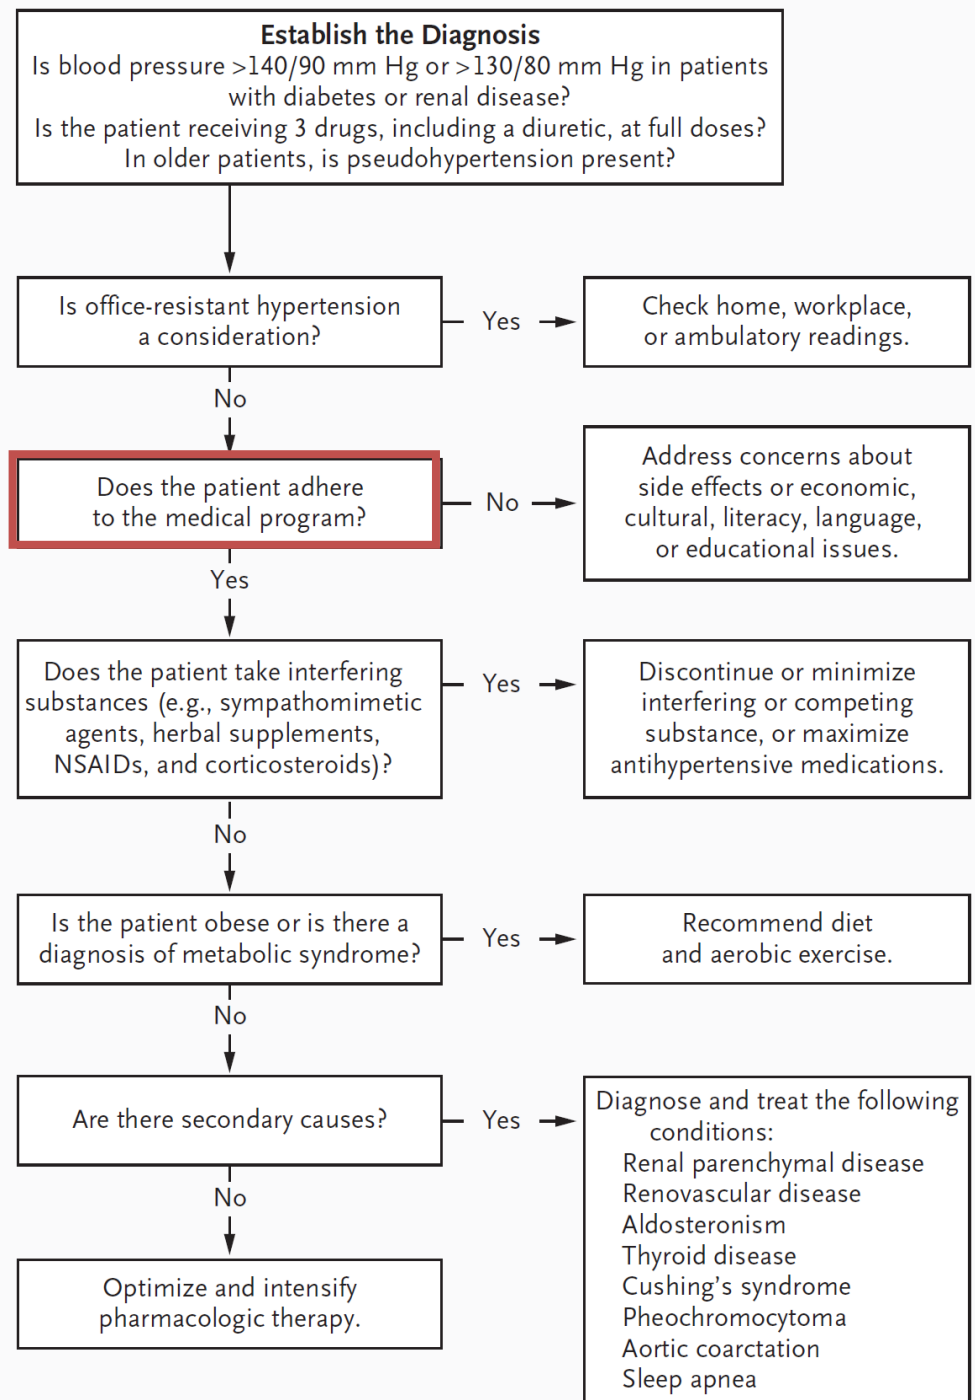 Establish the Diagnosis
Is blood pressure >140/90 mm Hg or >130/80 mm Hg in patients
with diabetes or renal disease?
Is the patient receiving 3 drugs, including a diuretic, at full doses?
In older patients, is pseudohypertension present?
Is office-resistant hypertension
a consideration?
Yes
Check home, workplace,
or ambulatory readings.
No
Does the patient adhere
to the medical program?
No
Address concerns about
side effects or economic,
cultural, literacy, language,
or educational issues.
Yes
Does the patient take interfering
substances (e.g., sympathomimetic
agents, herbal supplements,
NSAIDs, and corticosteroids)?
Yes
Discontinue or minimize
interfering or competing
substance, or maximize
antihypertensive medications.
No
Is the patient obese or is there a
diagnosis of metabolic syndrome?
Yes
Recommend diet
and aerobic exercise.
No
Are there secondary causes?
Yes
Diagnose and treat the following
conditions:
Renal parenchymal disease
Renovascular disease
Aldosteronism
Thyroid disease
Cushing's syndrome
Pheochromocytoma
Aortic coarctation
Sleep apnea
No
Optimize and intensify
pharmacologic therapy.